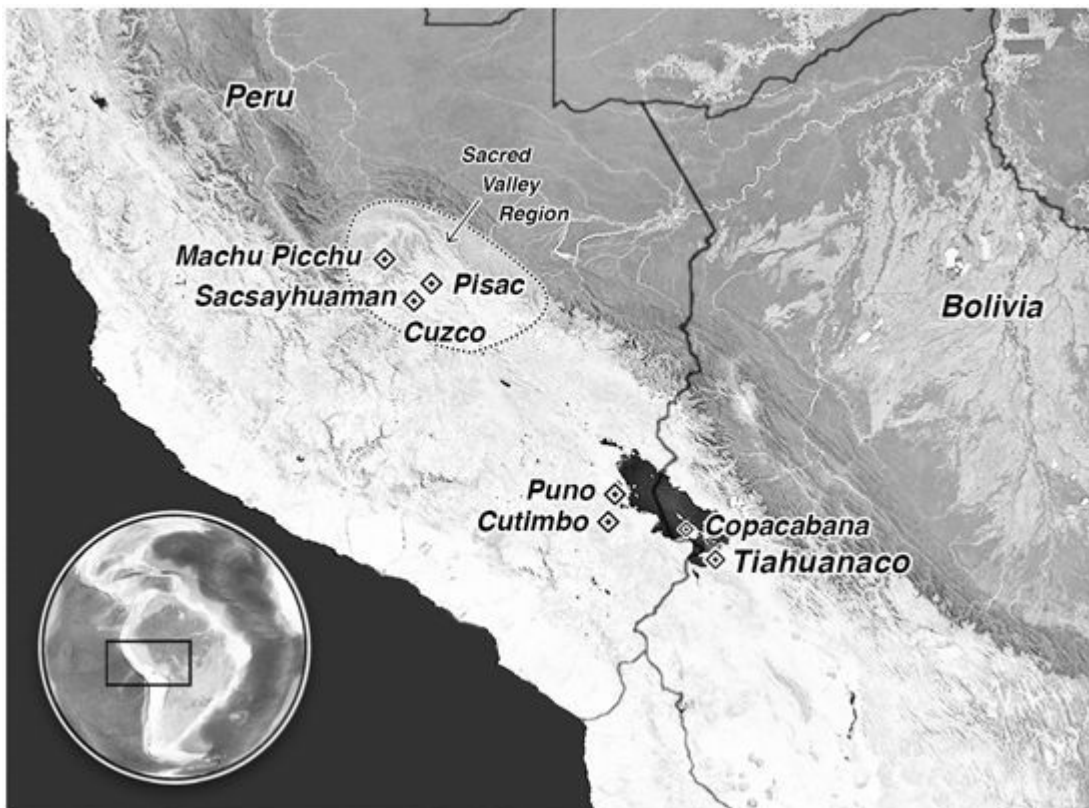 Peru
Sacred
Valley
Region
Machu Picchu
Pisac
Sacsayhuaman
Cuzco
Bolivia
Puno
Cutimbo
Copacabana
Tiahuanaco